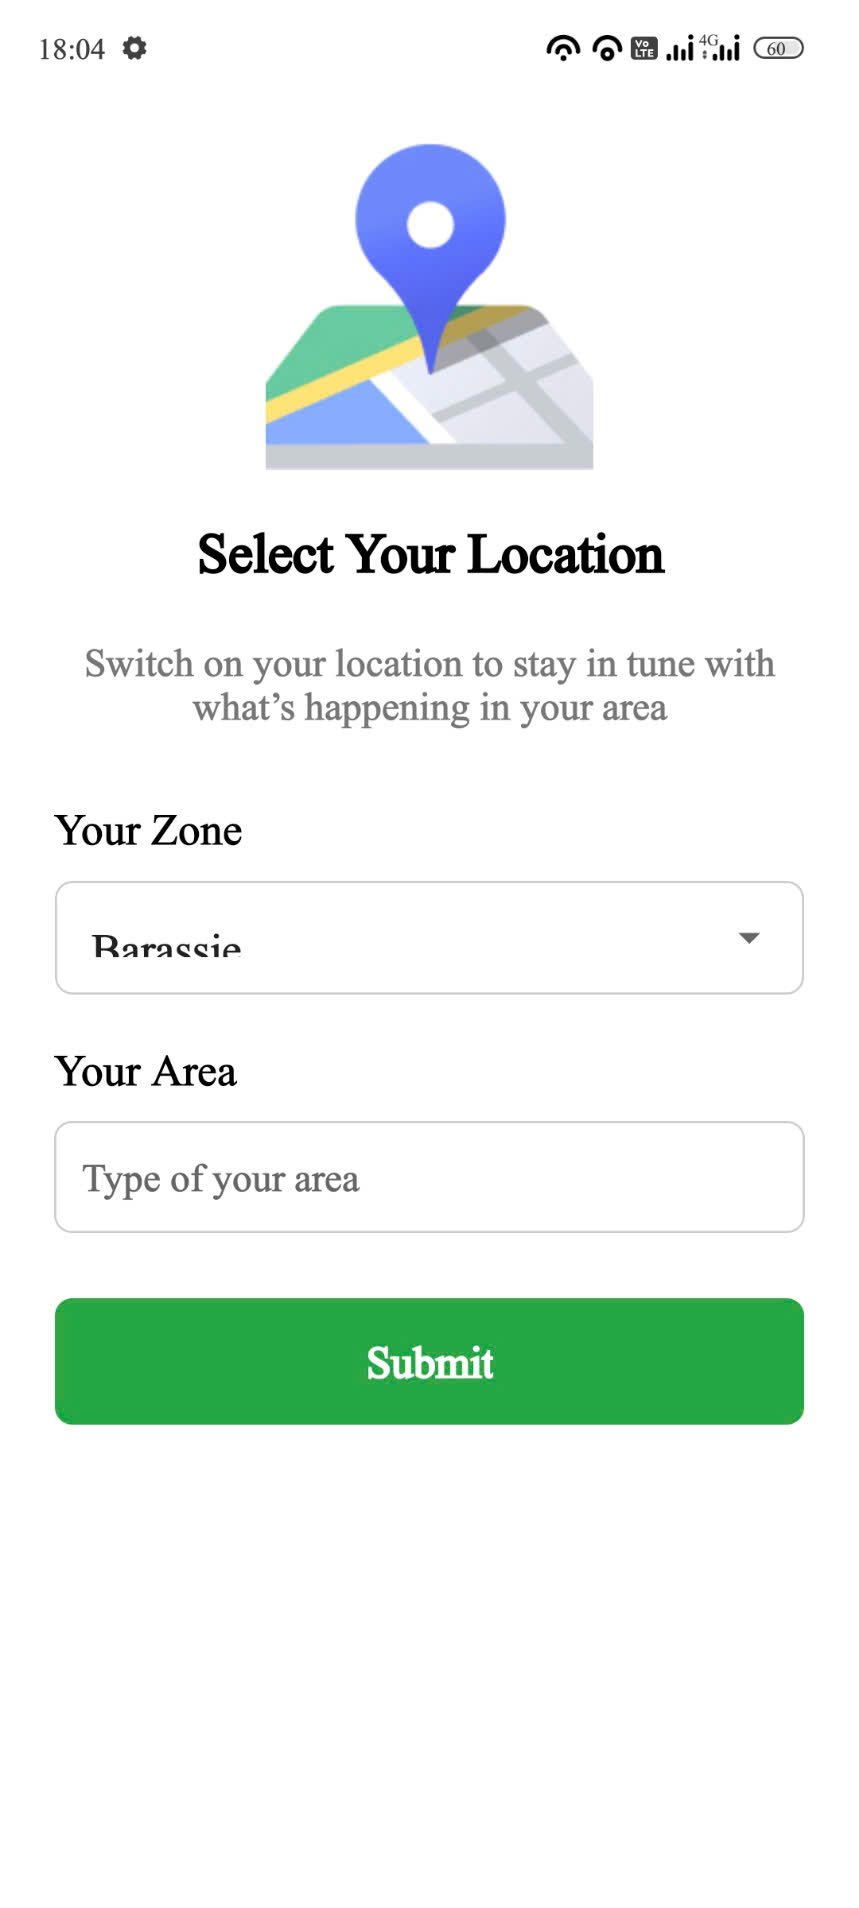 18:04
Vo
LTE
4G
60
Select Your Location
Switch on your location to stay in tune with
what’s happening in your area
Your Zone
Barassie
Your Area
Type of your area
Submit